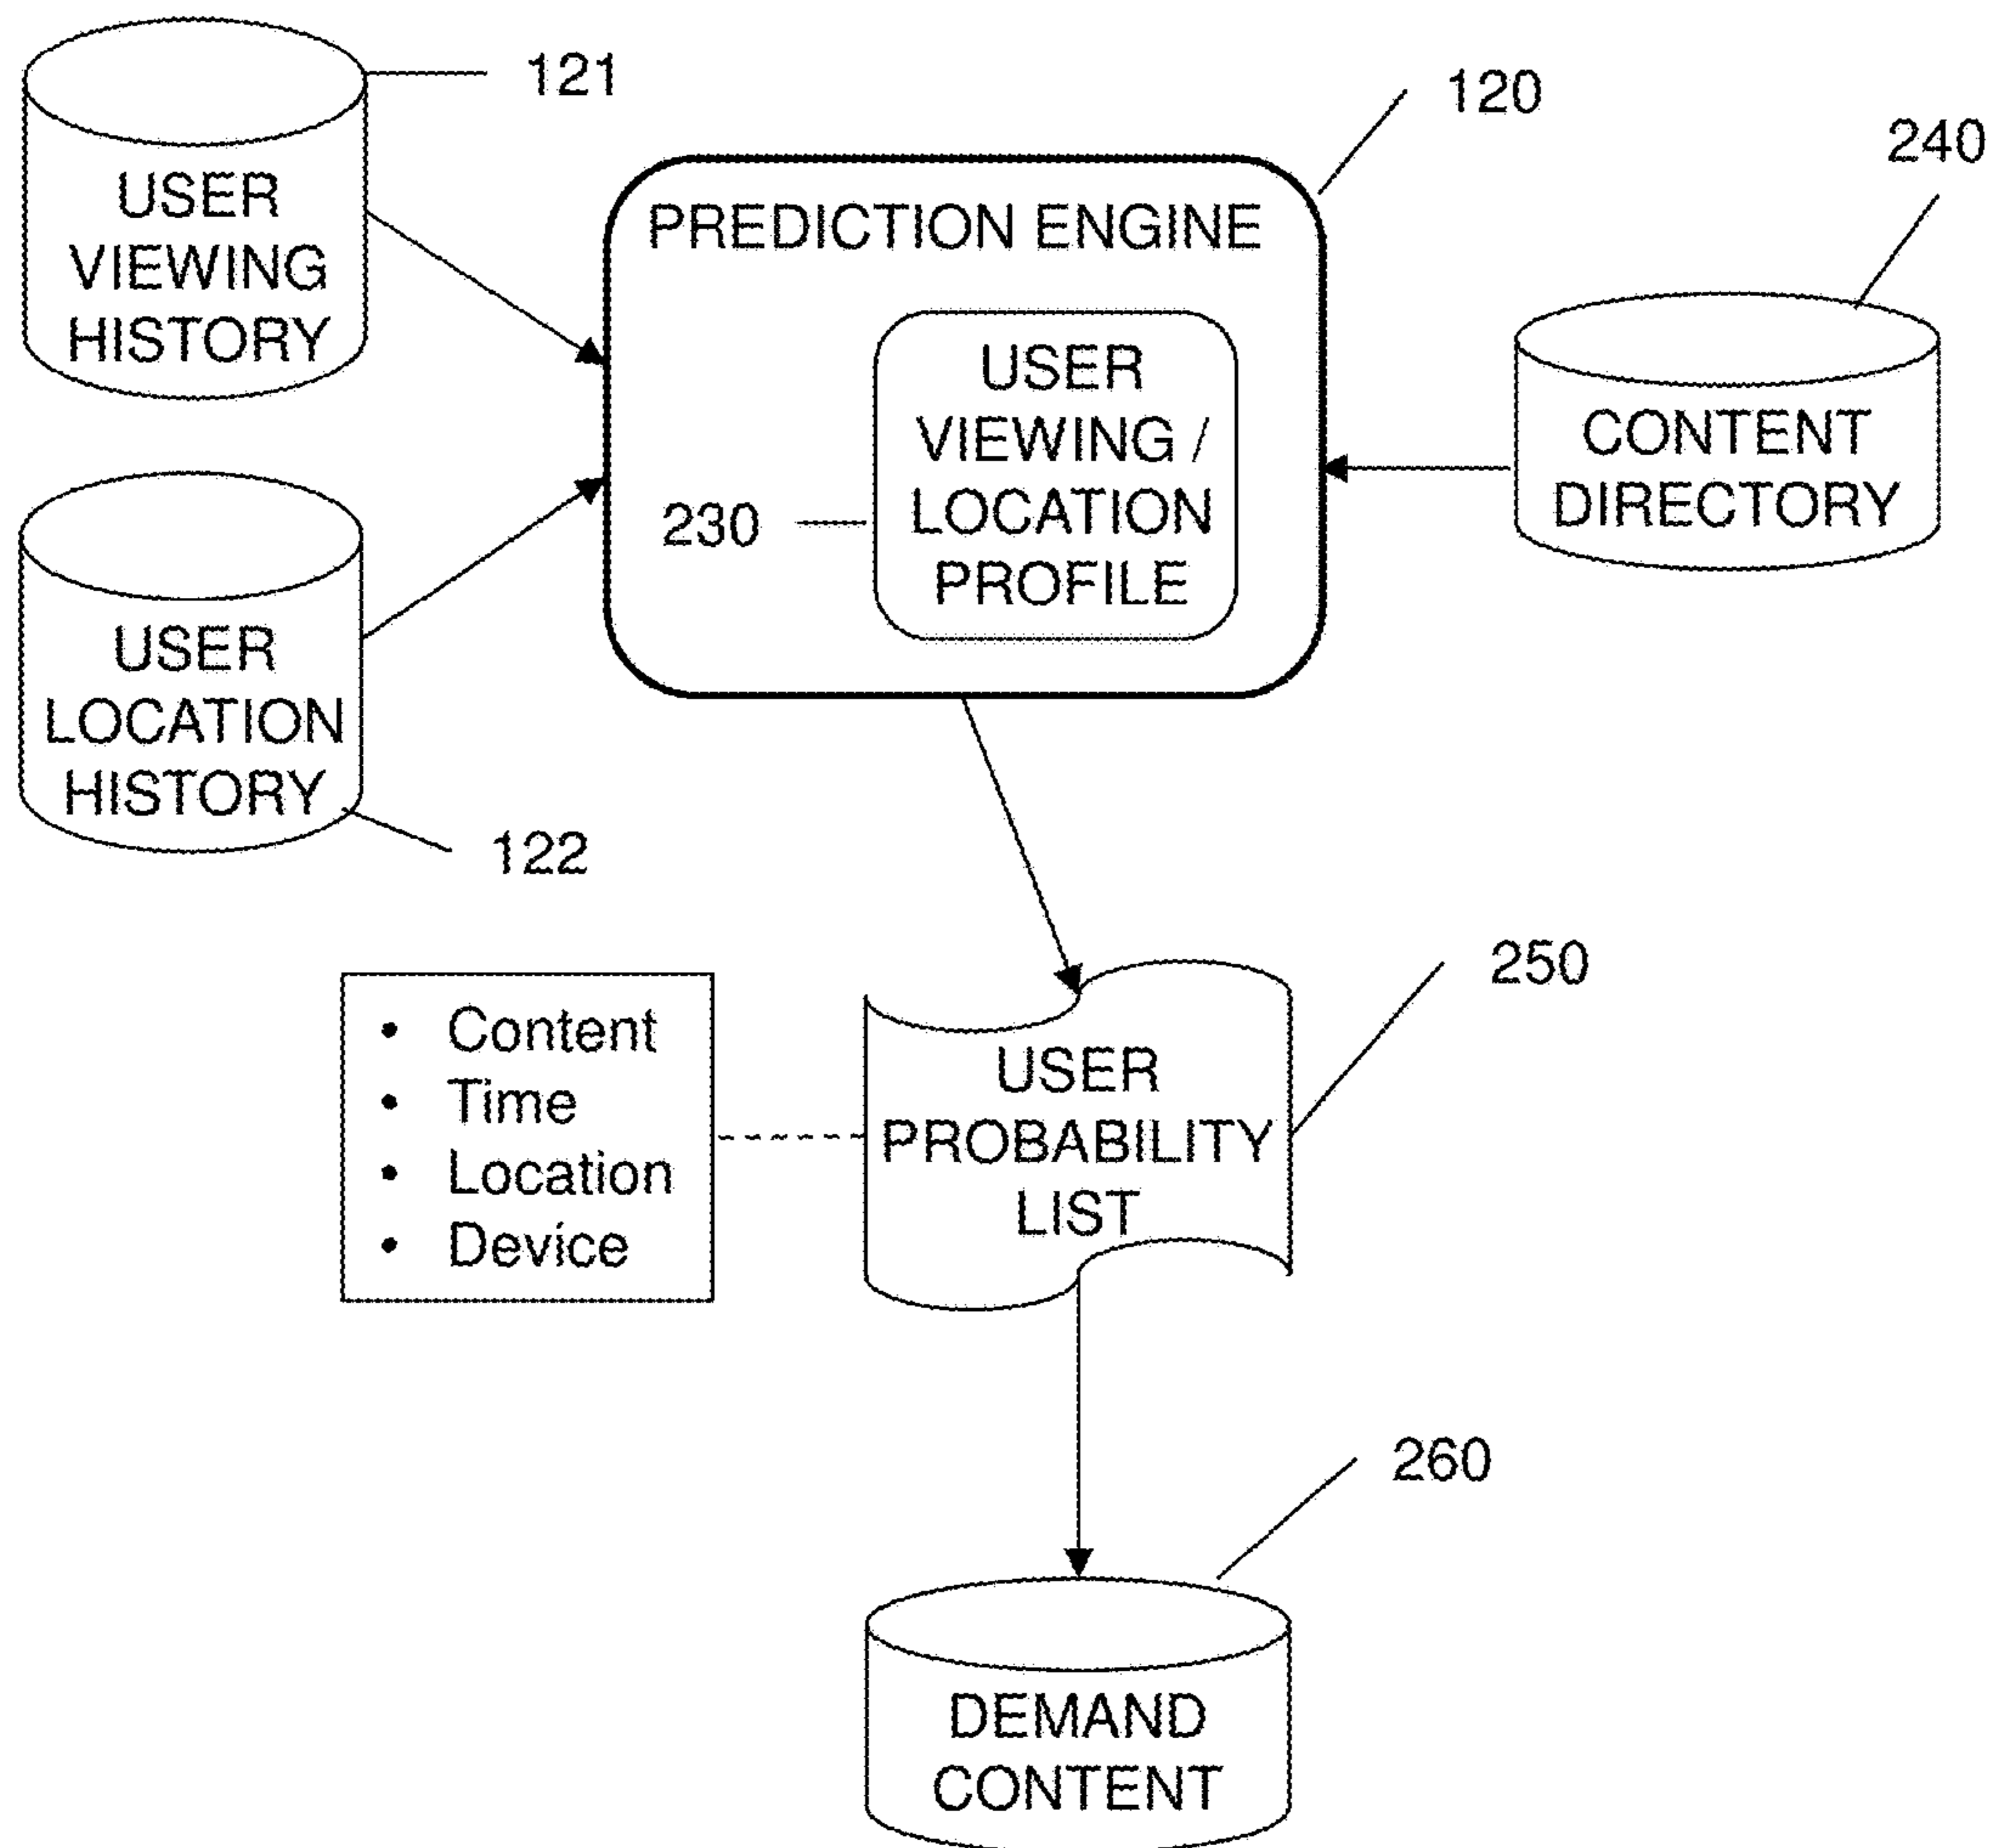 121
USER
VIEWING
HISTORY
120
240
PREDICTION ENGINE
USER
VIEWING /
LOCATION
PROFILE
230
CONTENT
DIRECTORY
USER
LOCATION
HISTORY
122
250
• Content
• Time
• Location
• Device
USER
PROBABILITY
LIST
260
DEMAND
CONTENT